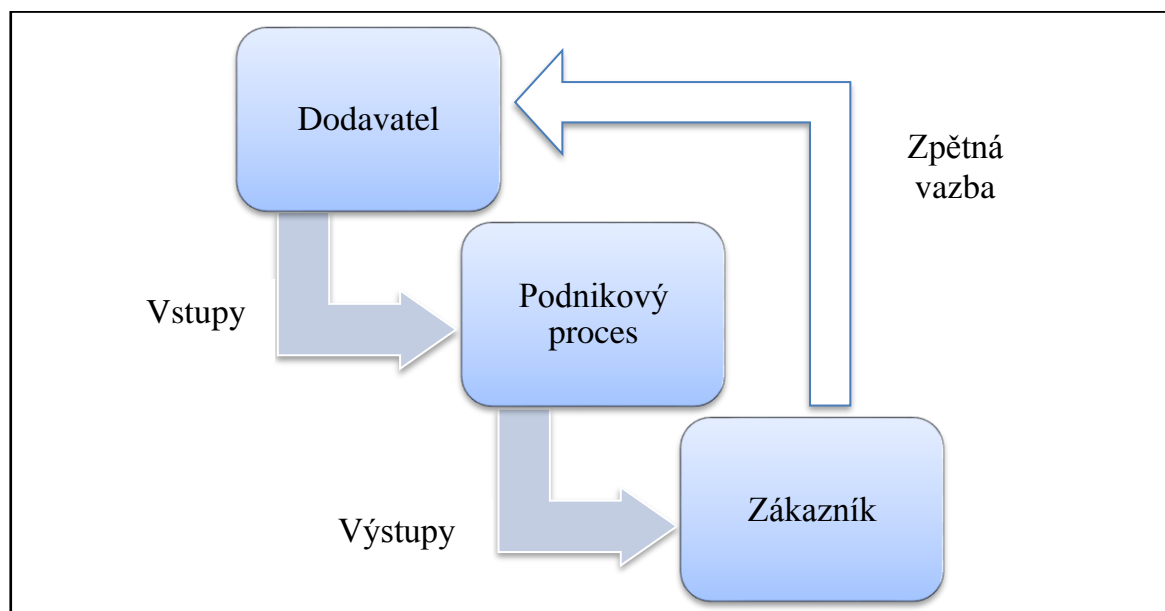 Dodavatel
Zpětná
vazba
Vstupy
Podnikový
proces
Výstupy
Zákazník